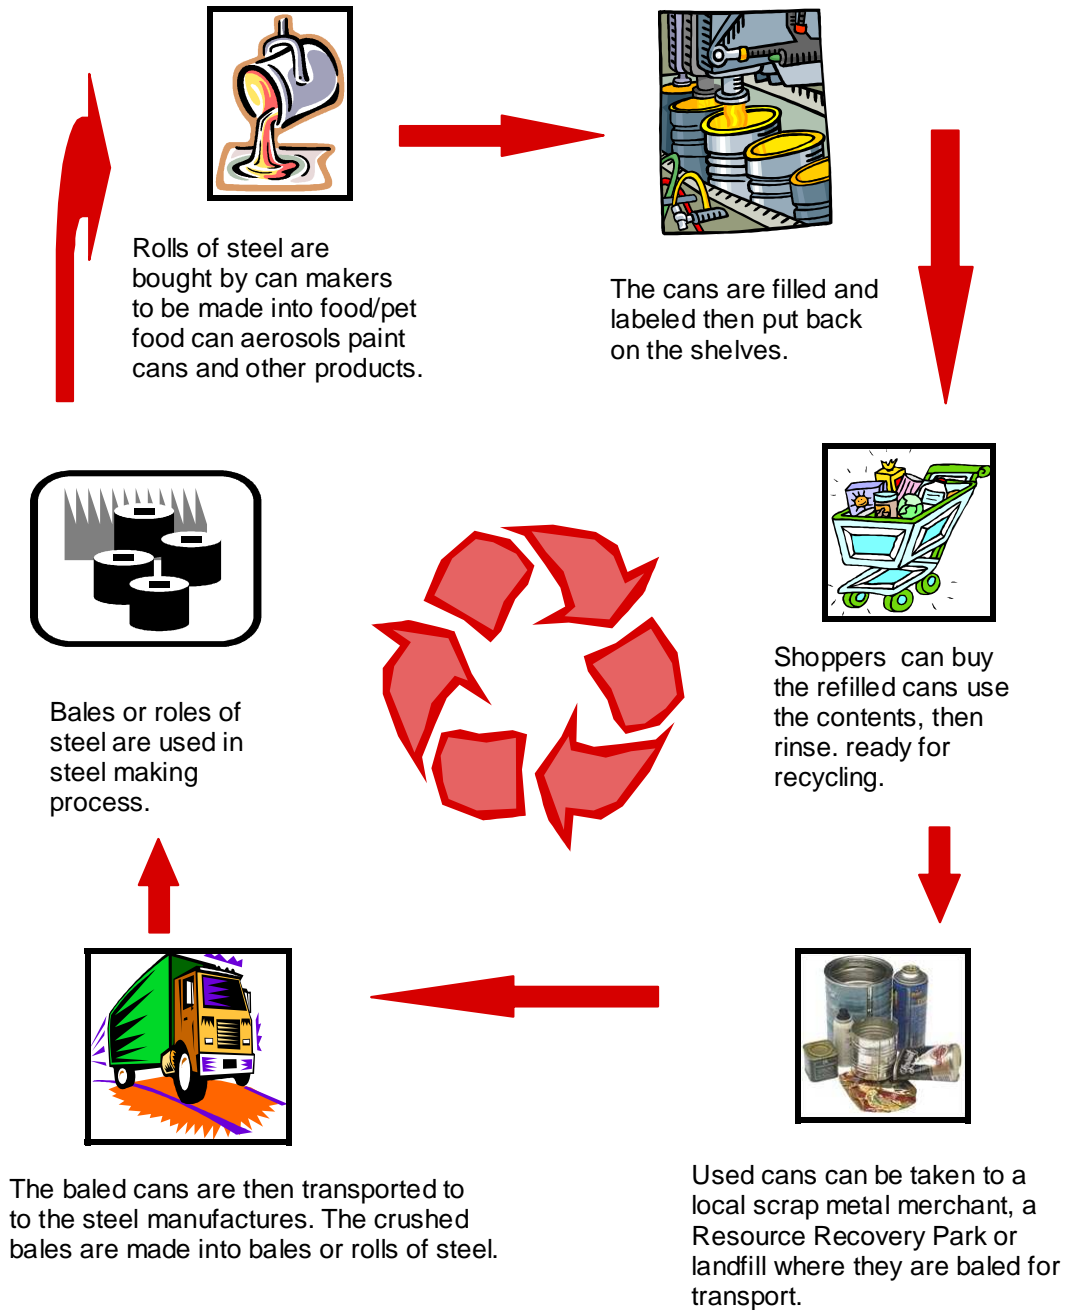 Rolls of steel are
bought by can makers
to be made into food/pet
food can aerosols paint
cans and other products.
The cans are filled and
labeled then put back
on the shelves.
Shoppers  can buy
the refilled cans use
the contents, then
rinse. ready for
recycling.
Bales or roles of
steel are used in
steel making
process.
The baled cans are then transported to
to the steel manufactures. The crushed
bales are made into bales or rolls of steel.
Used cans can be taken to a
local scrap metal merchant, a
Resource Recovery Park or
landfill where they are baled for
transport.